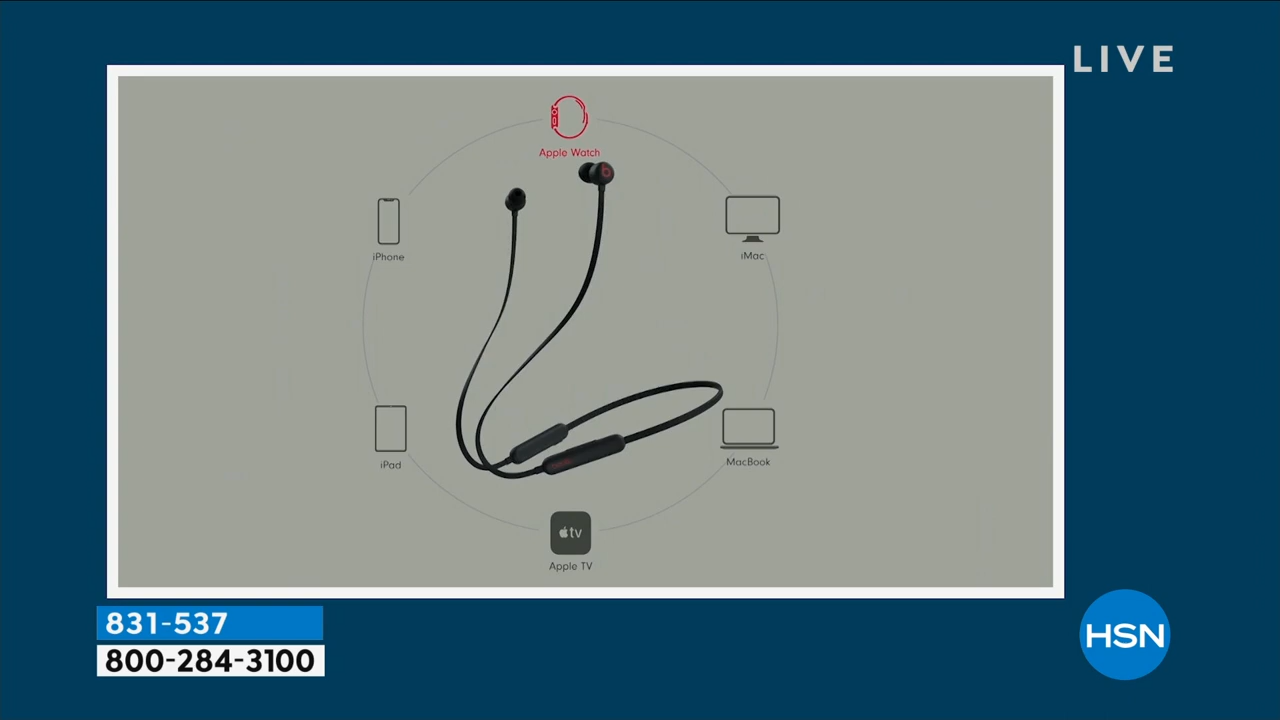 LIVE
Apple Watch
iPhone
iMac
iPad
MacBook
tv
Apple TV
831-537
800-284-3100
HSN